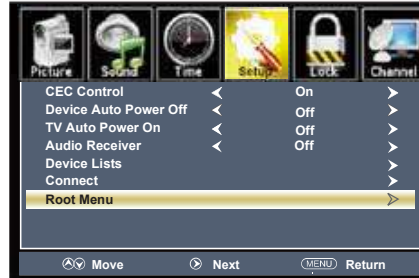 Picture Sound Time Setup Lock Channel
CEC Control On
Device Auto Power Off Off
TV Auto Power On Off
Audio Receiver Off
Device Lists
Connect
Root Menu
Move Next MENU Return